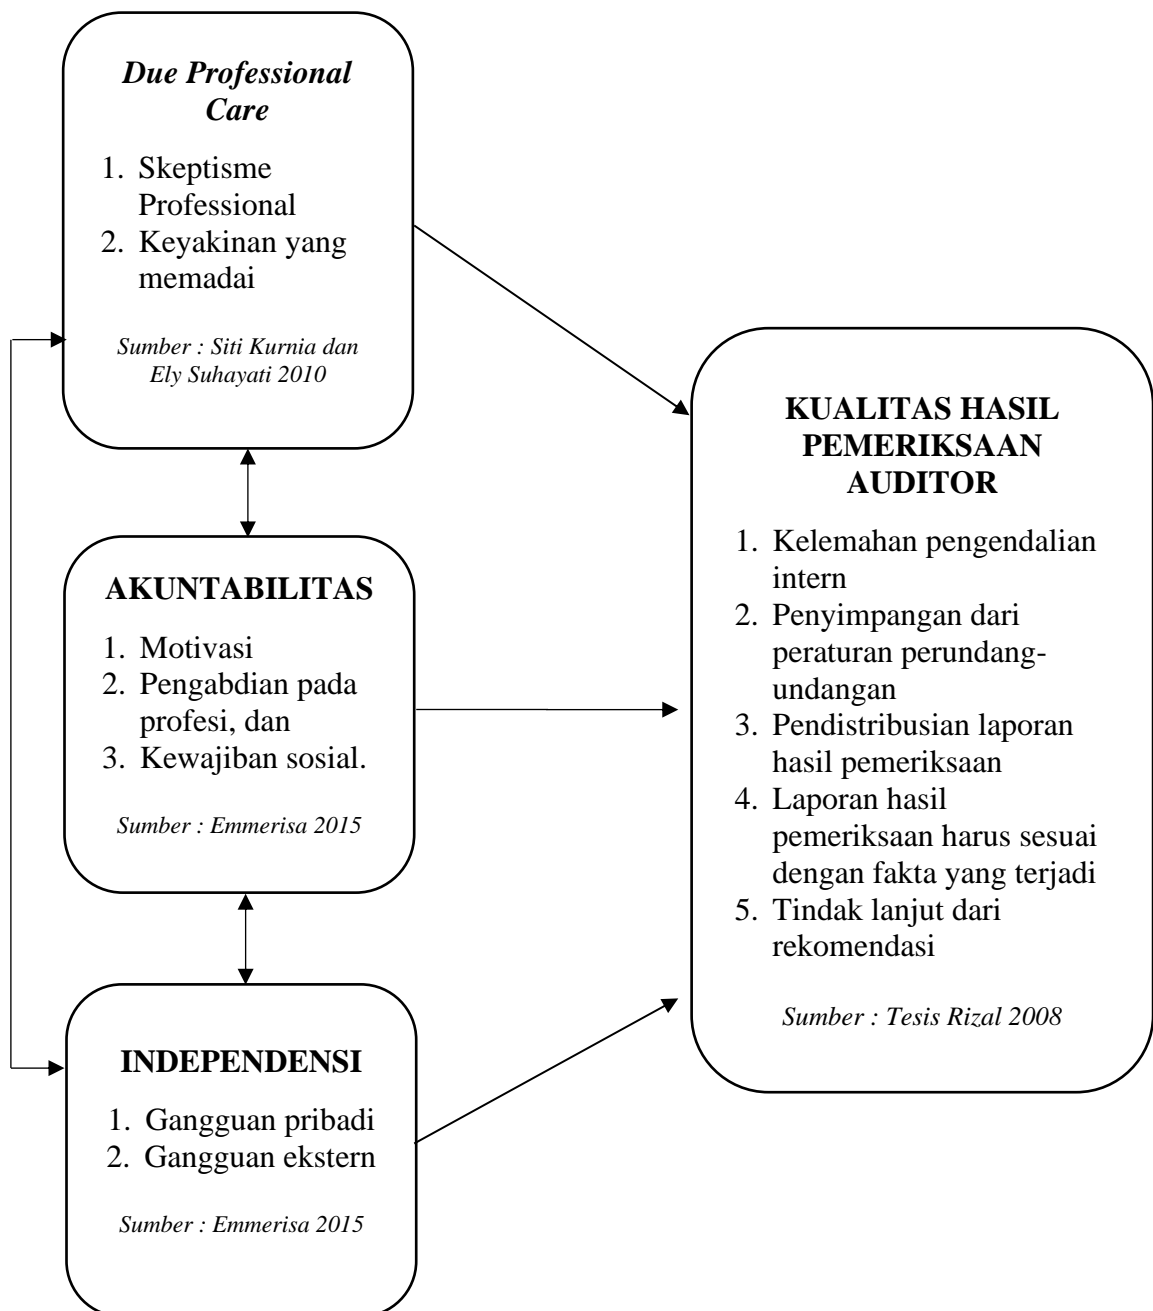 Due Professional
Care
1. Skeptisme
Professional
2. Keyakinan yang
memadai
Sumber : Siti Kurnia dan
Ely Suhayati 2010
AKUNTABILITAS
1. Motivasi
2. Pengabdian pada
profesi, dan
3. Kewajiban sosial.
Sumber : Emmerisa 2015
INDEPENDENSI
1. Gangguan pribadi
2. Gangguan ekstern
Sumber : Emmerisa 2015
KUALITAS HASIL
PEMERIKSAAN
AUDITOR
1. Kelemahan pengendalian
intern
2. Penyimpangan dari
peraturan perundang-
undangan
3. Pendistribusian laporan
hasil pemeriksaan
4. Laporan hasil
pemeriksaan harus sesuai
dengan fakta yang terjadi
5. Tindak lanjut dari
rekomendasi
Sumber : Tesis Rizal 2008